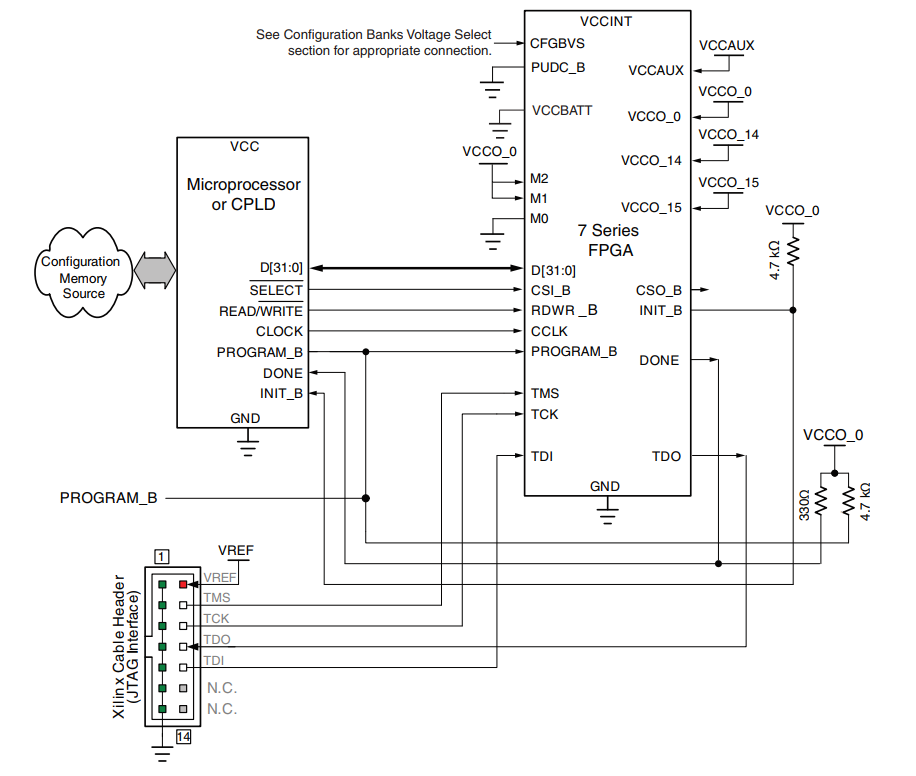 See Configuration Banks Voltage Select
section for appropriate connection.
VCCINT
CFGBVS
PUDC_B
VCCBATT
VCCO_0
M2
M1
M0
VCCAUX
VCCAUX
VCCO_0
VCCO_0
VCCO_14
VCCO_14
VCCO_15
VCCO_15
7 Series
FPGA
VCCO_0
4.7 kΩ
VCC
Microprocessor
or CPLD
Configuration
Memory
Source
D[31:0]
SELECT
READ/WRITE
CLOCK
PROGRAM_B
DONE
INIT_B
GND
D[31:0]
CSI_B
RDWR _B
CCLK
PROGRAM_B
TMS
TCK
TDI
CSO_B
INIT_B
DONE
TDO
GND
VCCO_0
330Ω
4.7 kΩ
PROGRAM_B
1
VREF
VREF
TMS
TCK
TDO
TDI
N.C.
N.C.
14
Xilinx Cable Header
(JTAG Interface)